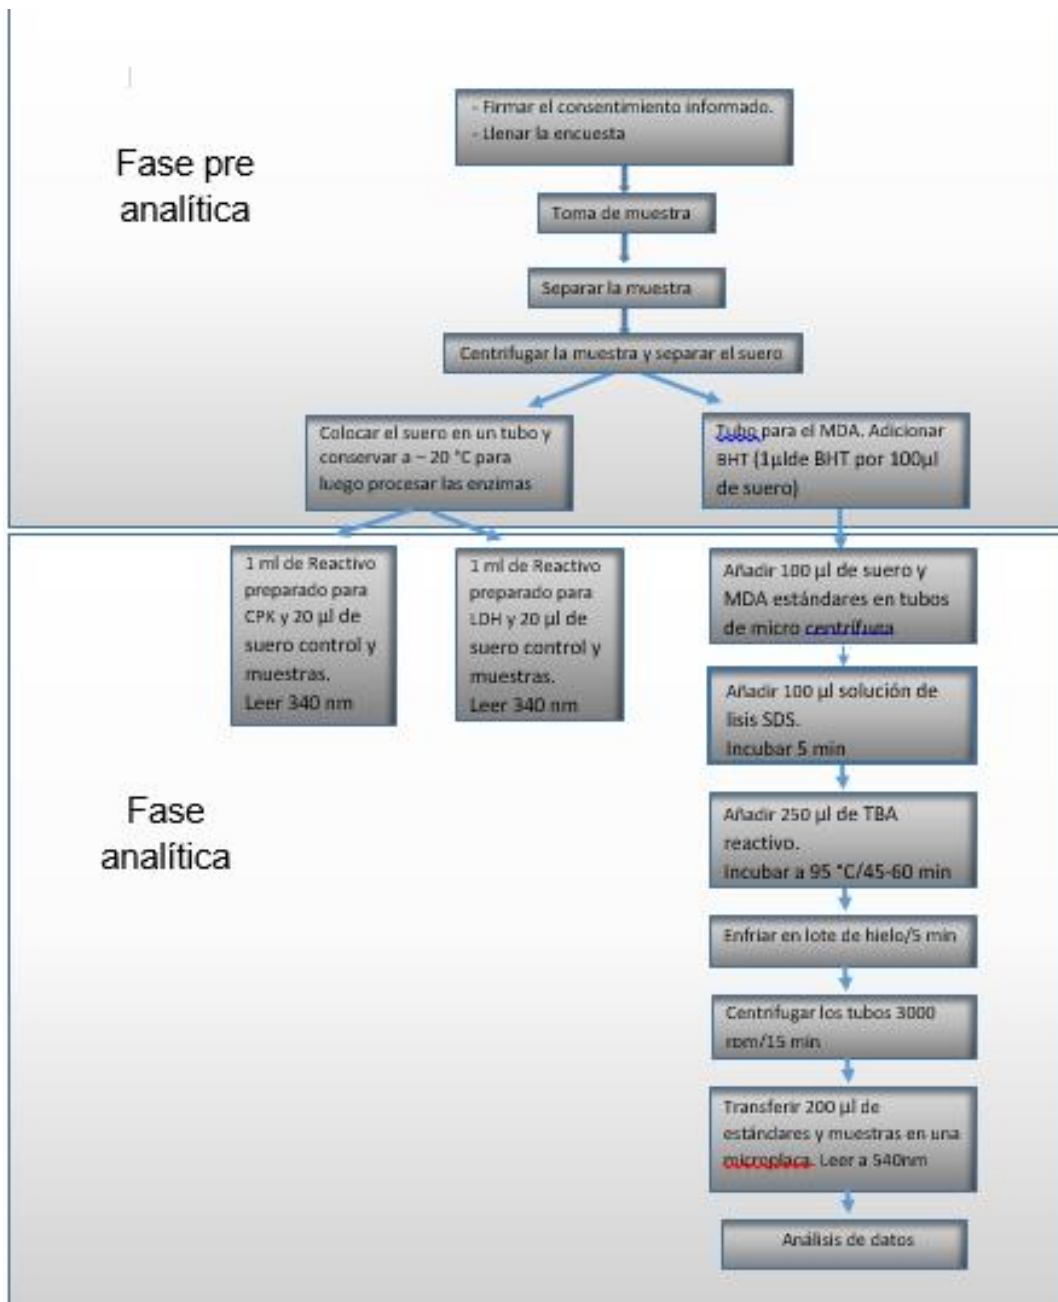 Fase pre
analítica
- Firmar el consentimiento informado.
- Llenar la encuesta
Toma de muestra
Separar la muestra
Centrifugar la muestra y separar el suero
Colocar el suero en un tubo y
conservar a – 20 °C para
luego procesar las enzimas
Tubo para el MDA. Adicionar
BHT (1µlde BHT por 100µl
de suero)
Fase
analítica
1 ml de Reactivo
preparado para
CPK y 20 µl de
suero control y
muestras.
Leer 340 nm
1 ml de Reactivo
preparado para
LDH y 20 µl de
suero control y
muestras.
Leer 340 nm
Añadir 100 µl de suero y
MDA estándares en tubos
de micro centrífuga
Añadir 100 µl solución de
lisis SDS.
Incubar 5 min
Añadir 250 µl de TBA
reactivo.
Incubar a 95 °C/45-60 min
Enfriar en lote de hielo/5 min
Centrifugar los tubos 3000
rpm/15 min
Transferir 200 µl de
estándares y muestras en una
microplaca. Leer a 540nm
Análisis de datos